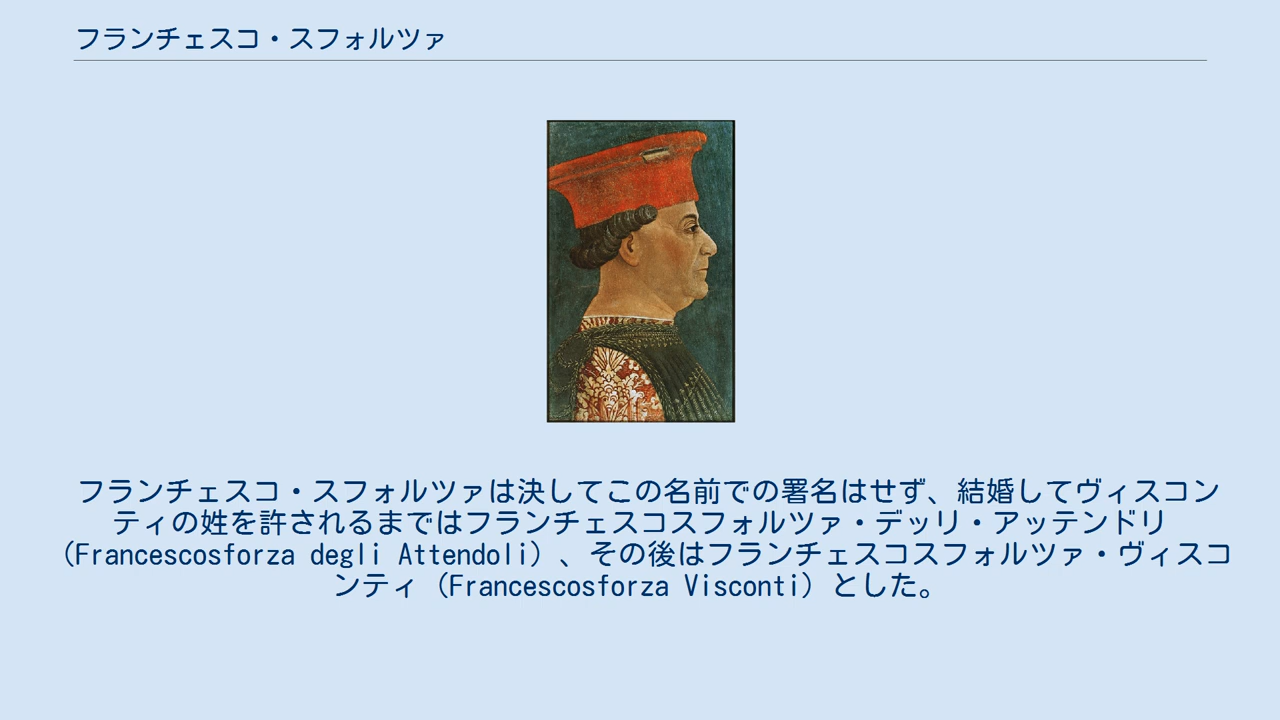 フランチェスコ・スフォルツァ
フランチェスコ・スフォルツァは決してこの名前での署名はせず、結婚してヴィスコン
ティの姓を許されるまではフランチェスコスフォルツァ・デッリ・アッテンドリ
（Francescosforza degli Attendoli）、その後はフランチェスコスフォルツァ・ヴィスコ
ンティ（Francescosforza Visconti）とした。